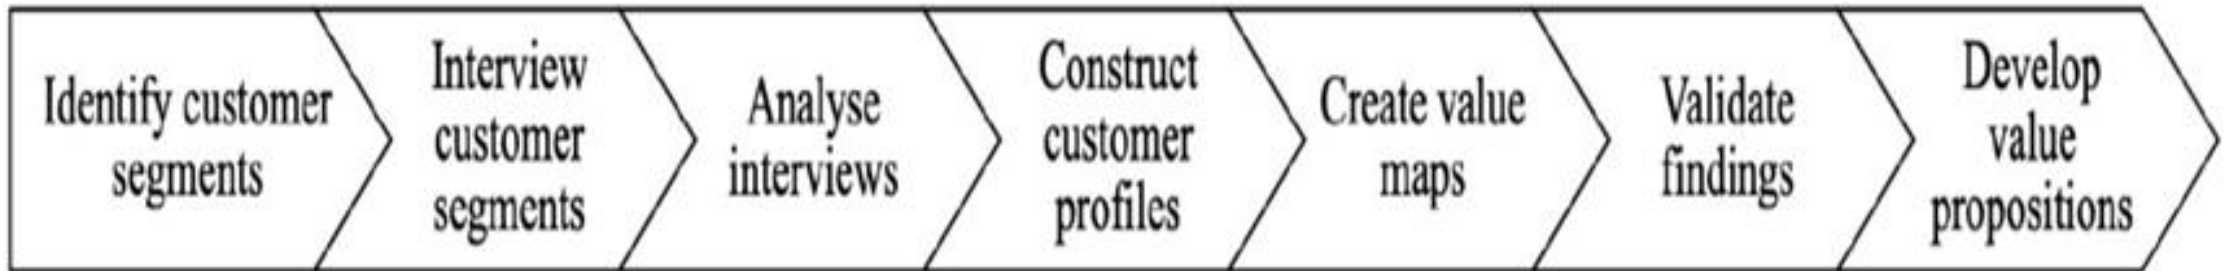 Identify customer
segments
Interview
customer
segments
Analyse
interviews
Construct
customer
profiles
Create value
maps
Validate
findings
Develop
value
propositions